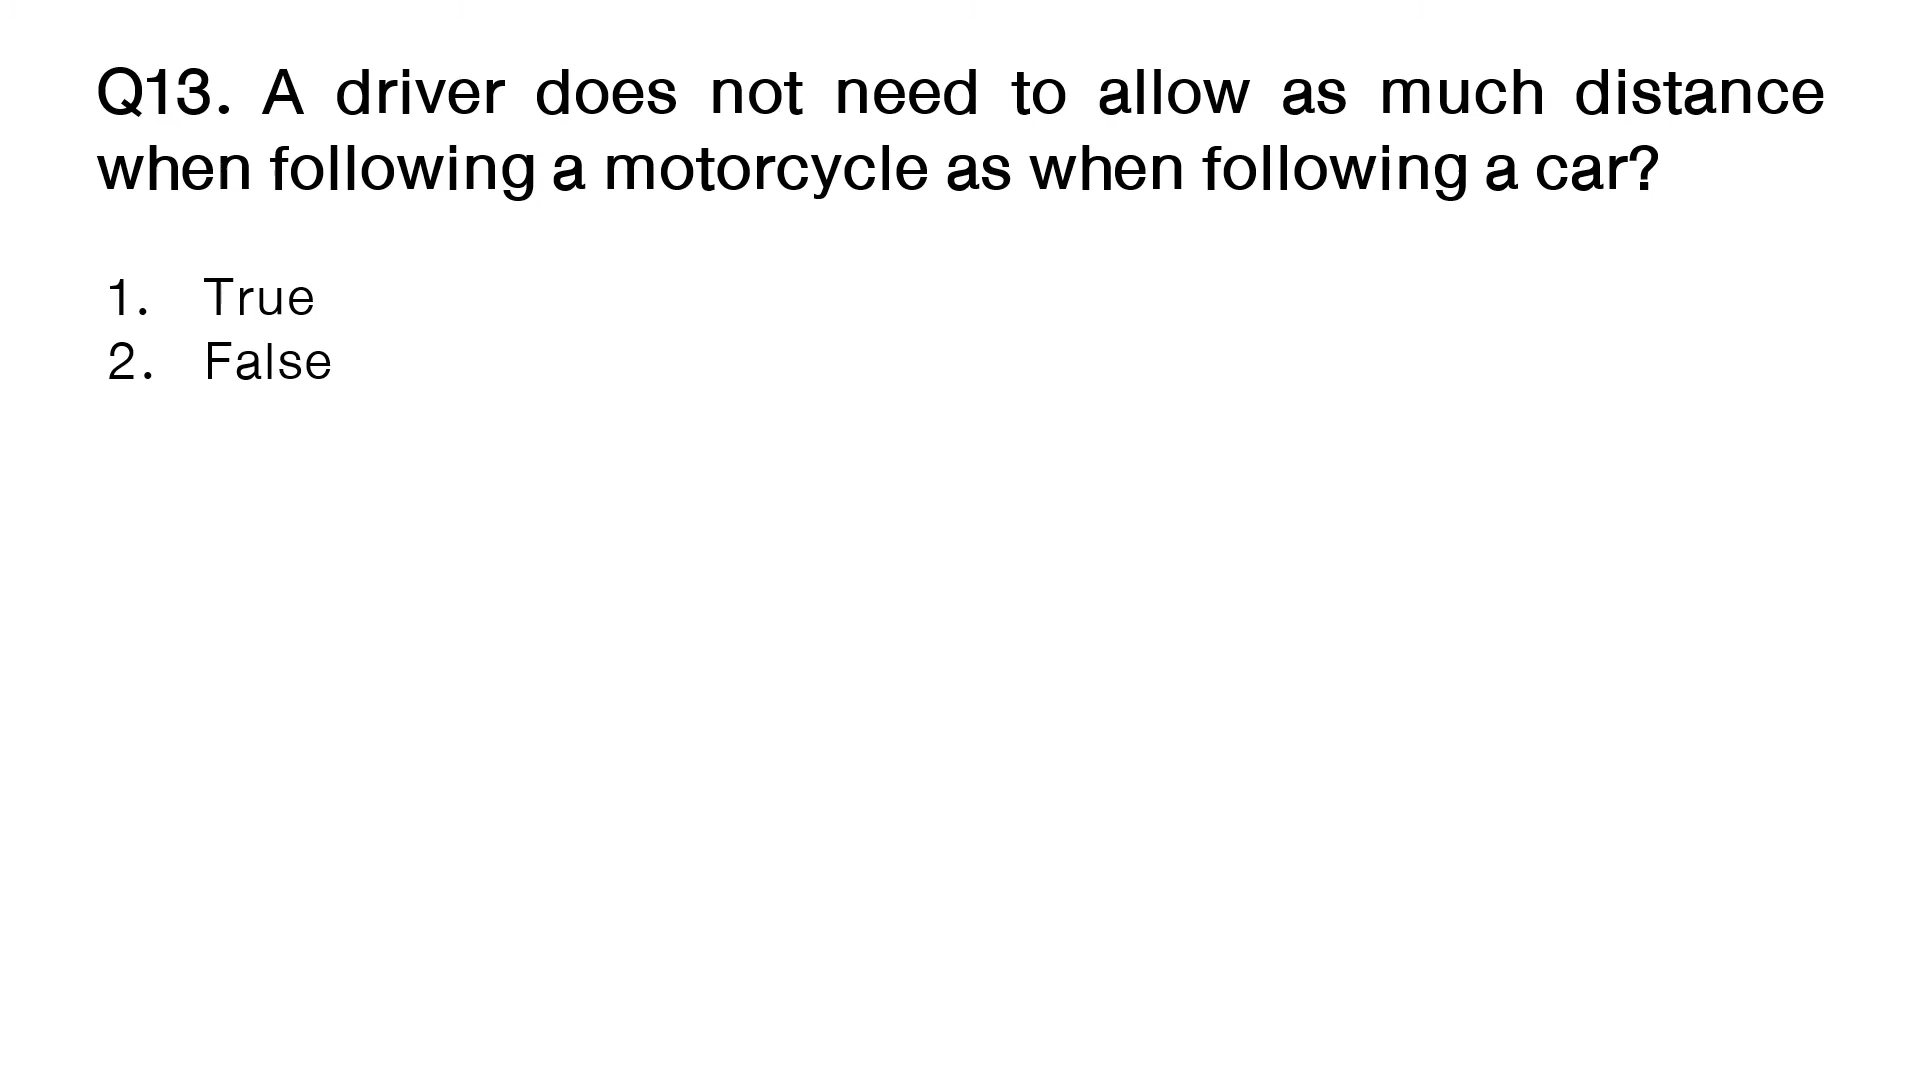 Q13. A driver does not need to allow as much distance
when following a motorcycle as when following a car?
1. True
2. False